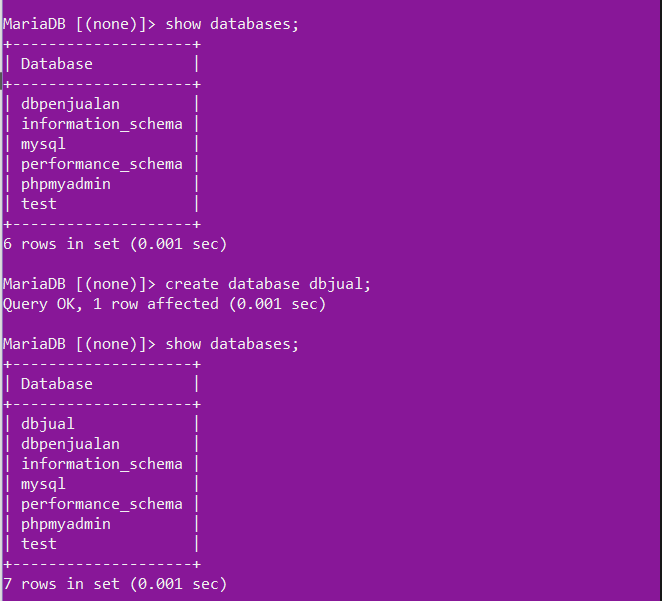 MariaDB [(none)]> show databases;
+--------------------+
| Database           |
+--------------------+
| dbpenjualan        |
| information_schema |
| mysql              |
| performance_schema |
| phpmyadmin         |
| test               |
+--------------------+
6 rows in set (0.001 sec)
MariaDB [(none)]> create database dbjual;
Query OK, 1 row affected (0.001 sec)
MariaDB [(none)]> show databases;
+--------------------+
| Database           |
+--------------------+
| dbjual             |
| dbpenjualan        |
| information_schema |
| mysql              |
| performance_schema |
| phpmyadmin         |
| test               |
+--------------------+
7 rows in set (0.001 sec)